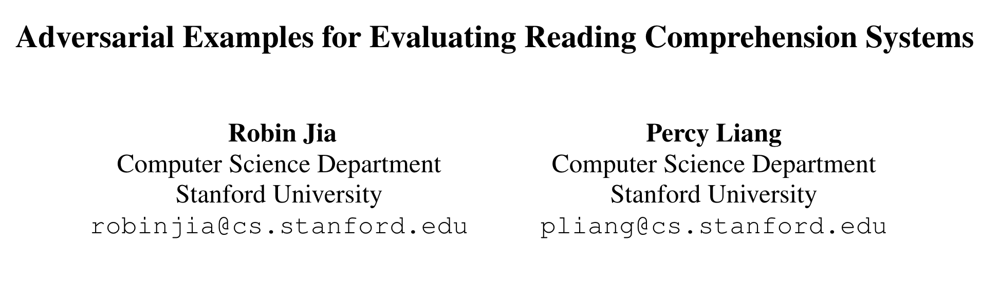 Adversarial Examples for Evaluating Reading Comprehension Systems
Robin Jia
Computer Science Department
Stanford University
robinjia@cs.stanford.edu
Percy Liang
Computer Science Department
Stanford University
pliang@cs.stanford.edu